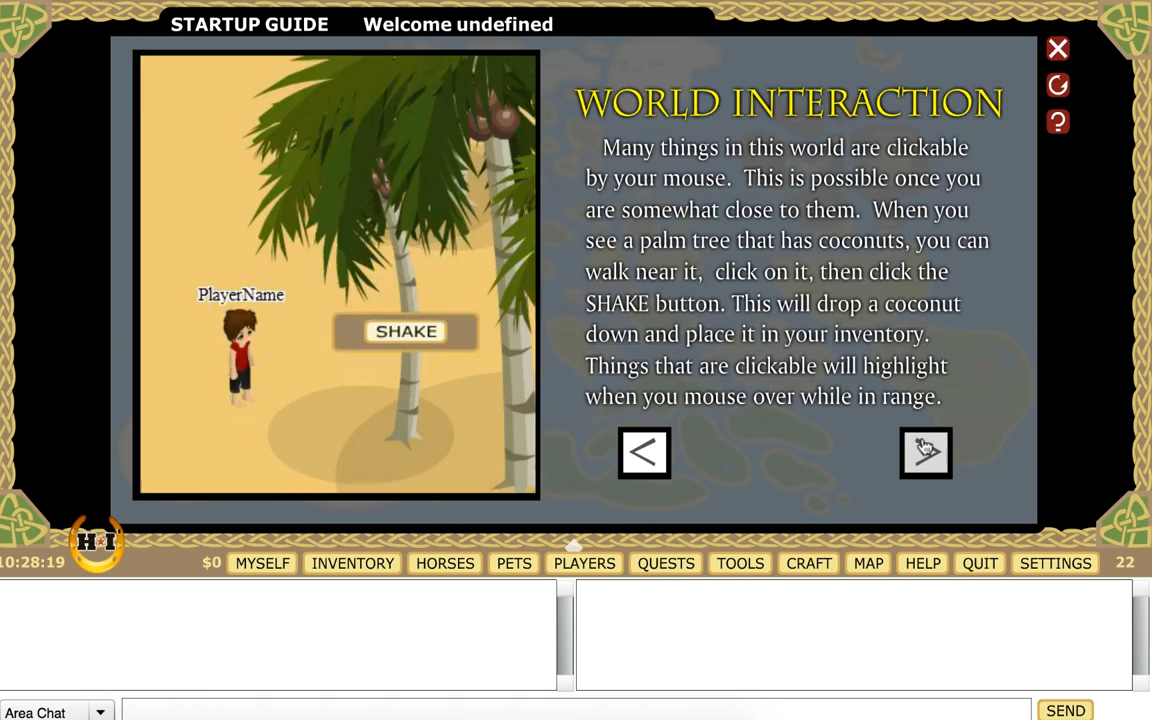 STARTUP GUIDE Welcome undefined
WORLD INTERACTION
Many things in this world are clickable
by your mouse. This is possible once you
are somewhat close to them. When you
see a palm tree that has coconuts, you can
walk near it, click on it, then click the
SHAKE button. This will drop a coconut
down and place it in your inventory.
Things that are clickable will highlight
when you mouse over while in range.
PlayerName
SHAKE
<
>
?
H★I
10:28:19 $0 MYSELF INVENTORY HORSES PETS PLAYERS QUESTS TOOLS CRAFT MAP HELP QUIT SETTINGS 22
Area Chat SEND